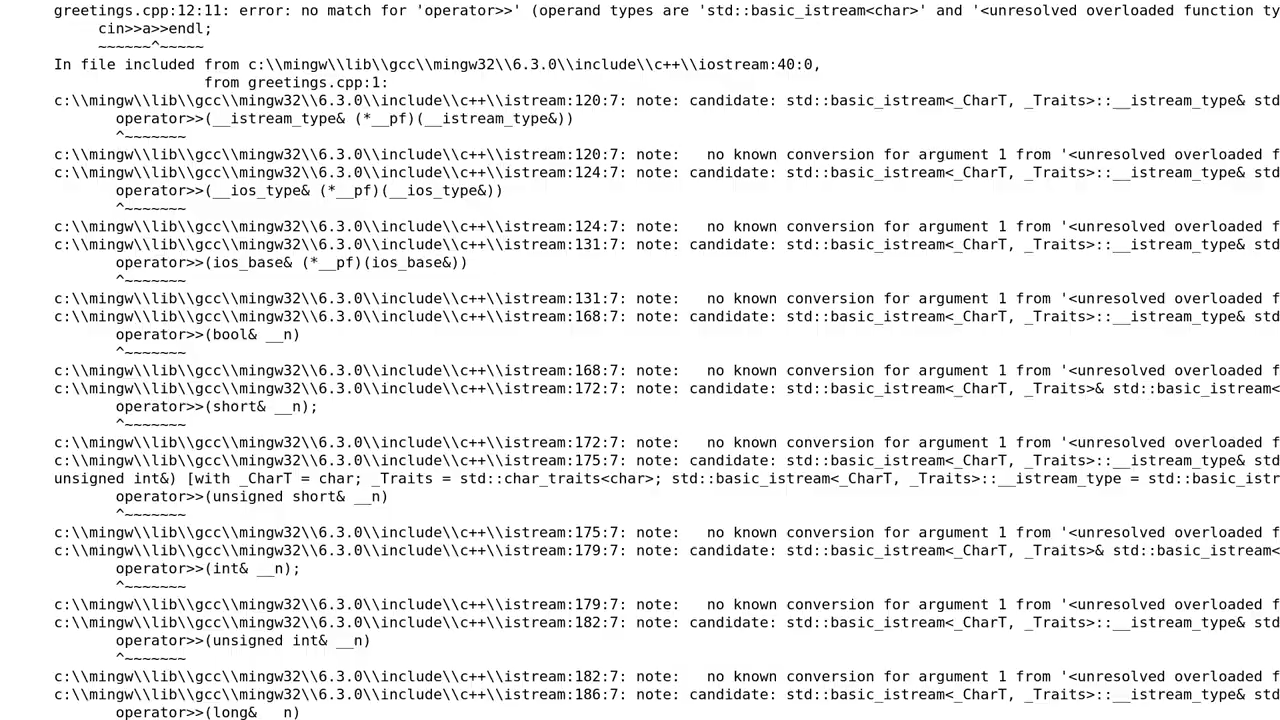 greetings.cpp:12:11: error: no match for 'operator>>' (operand types are 'std::basic_istream<char>' and '<unresolved overloaded function ty
cin>>a>>endl;
~~~~~~^~~~~~
In file included from c:\\mingw\\lib\\gcc\\mingw32\\6.3.0\\include\\c++\\iostream:40:0,
from greetings.cpp:1:
c:\\mingw\\lib\\gcc\\mingw32\\6.3.0\\include\\c++\\istream:120:7: note: candidate: std::basic_istream<_CharT, _Traits>::__istream_type& std
operator>>(__istream_type& (*__pf)(__istream_type&))
^~~~~~~~
c:\\mingw\\lib\\gcc\\mingw32\\6.3.0\\include\\c++\\istream:120:7: note:   no known conversion for argument 1 from '<unresolved overloaded f
c:\\mingw\\lib\\gcc\\mingw32\\6.3.0\\include\\c++\\istream:124:7: note: candidate: std::basic_istream<_CharT, _Traits>::__istream_type& std
operator>>(__ios_type& (*__pf)(__ios_type&))
^~~~~~~~
c:\\mingw\\lib\\gcc\\mingw32\\6.3.0\\include\\c++\\istream:124:7: note:   no known conversion for argument 1 from '<unresolved overloaded f
c:\\mingw\\lib\\gcc\\mingw32\\6.3.0\\include\\c++\\istream:131:7: note: candidate: std::basic_istream<_CharT, _Traits>::__istream_type& std
operator>>(ios_base& (*__pf)(ios_base&))
^~~~~~~~
c:\\mingw\\lib\\gcc\\mingw32\\6.3.0\\include\\c++\\istream:131:7: note:   no known conversion for argument 1 from '<unresolved overloaded f
c:\\mingw\\lib\\gcc\\mingw32\\6.3.0\\include\\c++\\istream:168:7: note: candidate: std::basic_istream<_CharT, _Traits>::__istream_type& std
operator>>(bool& __n)
^~~~~~~~
c:\\mingw\\lib\\gcc\\mingw32\\6.3.0\\include\\c++\\istream:168:7: note:   no known conversion for argument 1 from '<unresolved overloaded f
c:\\mingw\\lib\\gcc\\mingw32\\6.3.0\\include\\c++\\istream:172:7: note: candidate: std::basic_istream<_CharT, _Traits>& std::basic_istream<
operator>>(short& __n);
^~~~~~~~
c:\\mingw\\lib\\gcc\\mingw32\\6.3.0\\include\\c++\\istream:172:7: note:   no known conversion for argument 1 from '<unresolved overloaded f
c:\\mingw\\lib\\gcc\\mingw32\\6.3.0\\include\\c++\\istream:175:7: note: candidate: std::basic_istream<_CharT, _Traits>::__istream_type& std
unsigned int&) [with _CharT = char; _Traits = std::char_traits<char>; std::basic_istream<_CharT, _Traits>::__istream_type = std::basic_istr
operator>>(unsigned short& __n)
^~~~~~~~
c:\\mingw\\lib\\gcc\\mingw32\\6.3.0\\include\\c++\\istream:175:7: note:   no known conversion for argument 1 from '<unresolved overloaded f
c:\\mingw\\lib\\gcc\\mingw32\\6.3.0\\include\\c++\\istream:179:7: note: candidate: std::basic_istream<_CharT, _Traits>& std::basic_istream<
operator>>(int& __n);
^~~~~~~~
c:\\mingw\\lib\\gcc\\mingw32\\6.3.0\\include\\c++\\istream:179:7: note:   no known conversion for argument 1 from '<unresolved overloaded f
c:\\mingw\\lib\\gcc\\mingw32\\6.3.0\\include\\c++\\istream:182:7: note: candidate: std::basic_istream<_CharT, _Traits>::__istream_type& std
operator>>(unsigned int& __n)
^~~~~~~~
c:\\mingw\\lib\\gcc\\mingw32\\6.3.0\\include\\c++\\istream:182:7: note:   no known conversion for argument 1 from '<unresolved overloaded f
c:\\mingw\\lib\\gcc\\mingw32\\6.3.0\\include\\c++\\istream:186:7: note: candidate: std::basic_istream<_CharT, _Traits>::__istream_type& std
operator>>(long& __n)